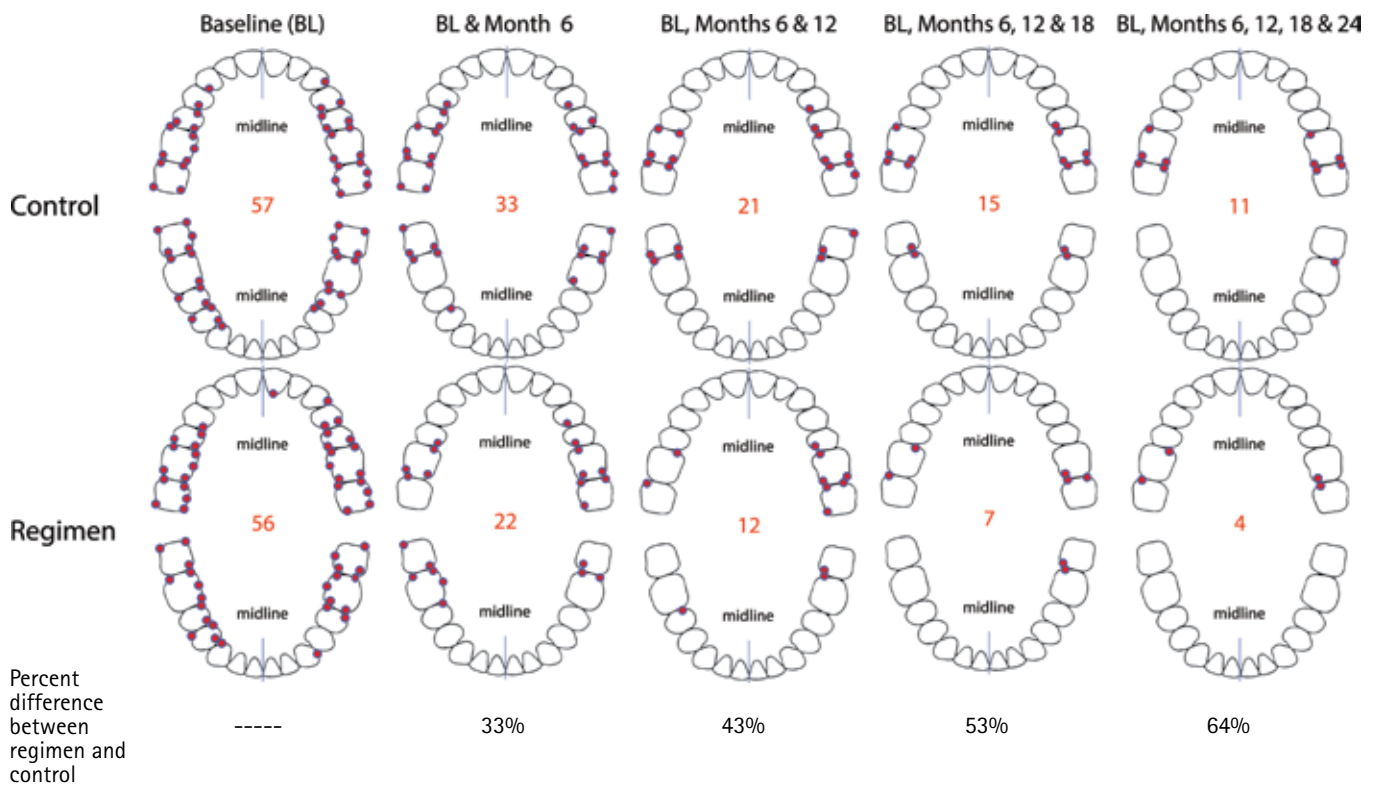 Baseline (BL)
BL & Month 6
BL, Months 6 & 12
BL, Months 6, 12 & 18
BL, Months 6, 12, 18 & 24
midline
midline
midline
midline
midline
Control
57
33
21
15
11
midline
midline
midline
midline
midline
midline
midline
midline
midline
midline
Regimen
56
22
12
7
4
midline
midline
midline
midline
midline
Percent
difference
between
regimen and
control
-----
33%
43%
53%
64%